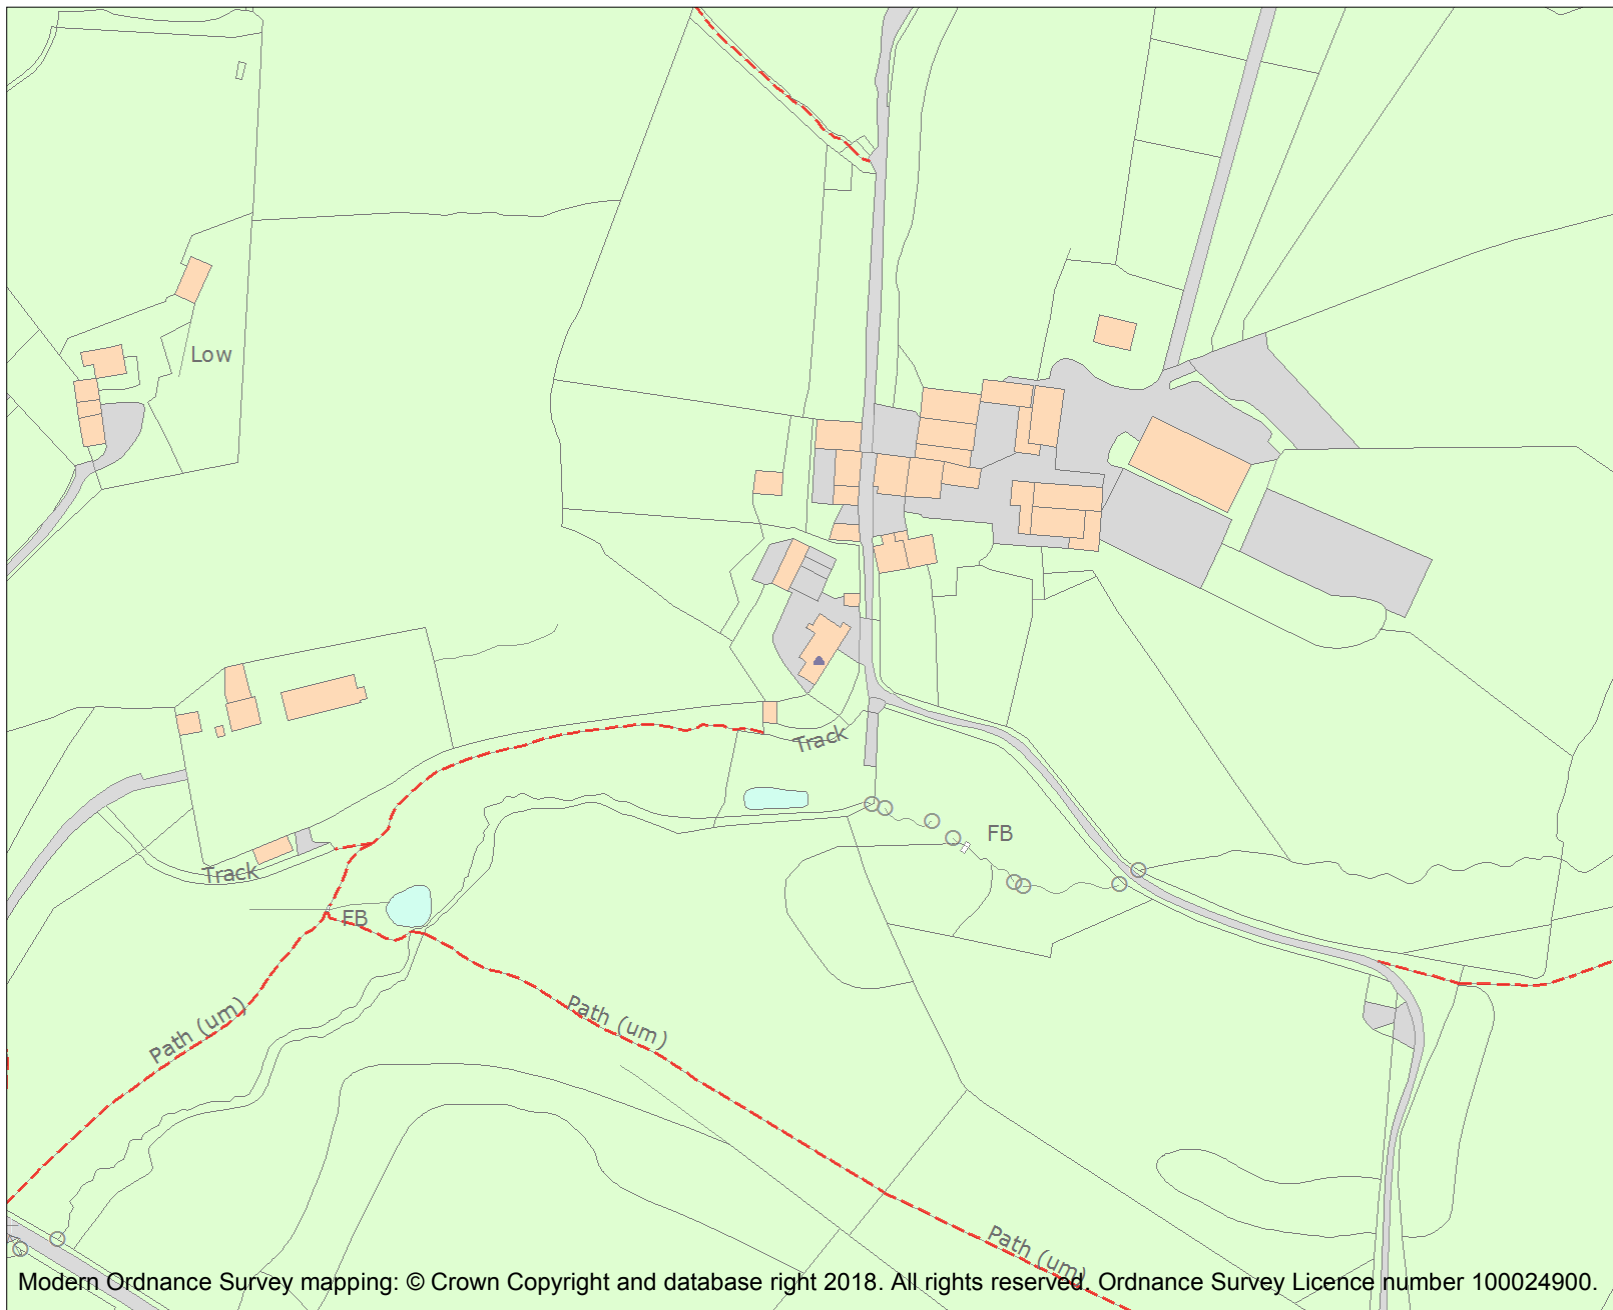 Low
Track
FB
Track
FB
Path (um)
Path (um)
Path (um)
Modern Ordnance Survey mapping: © Crown Copyright and database right 2018. All rights reserved. Ordnance Survey Licence number 100024900.